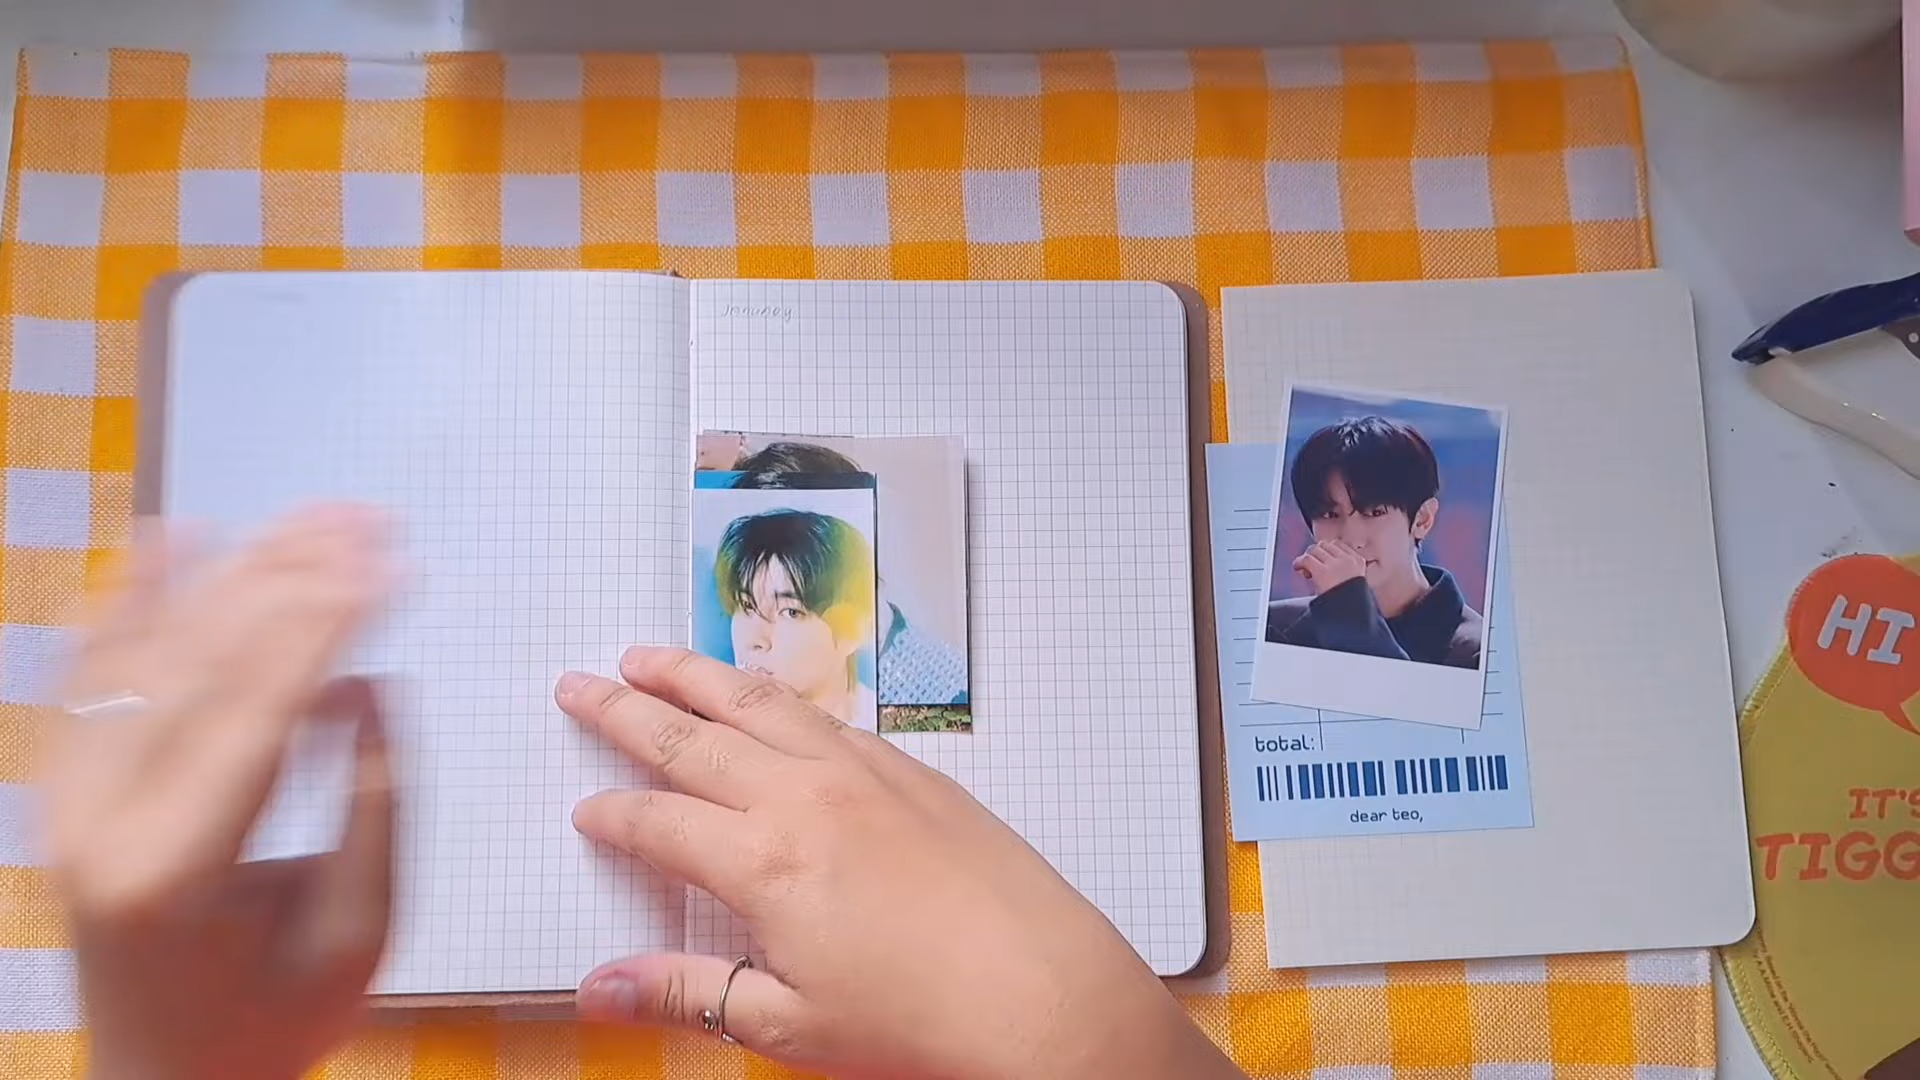 January
total:
dear teo,
HI
IT'S
TIGG